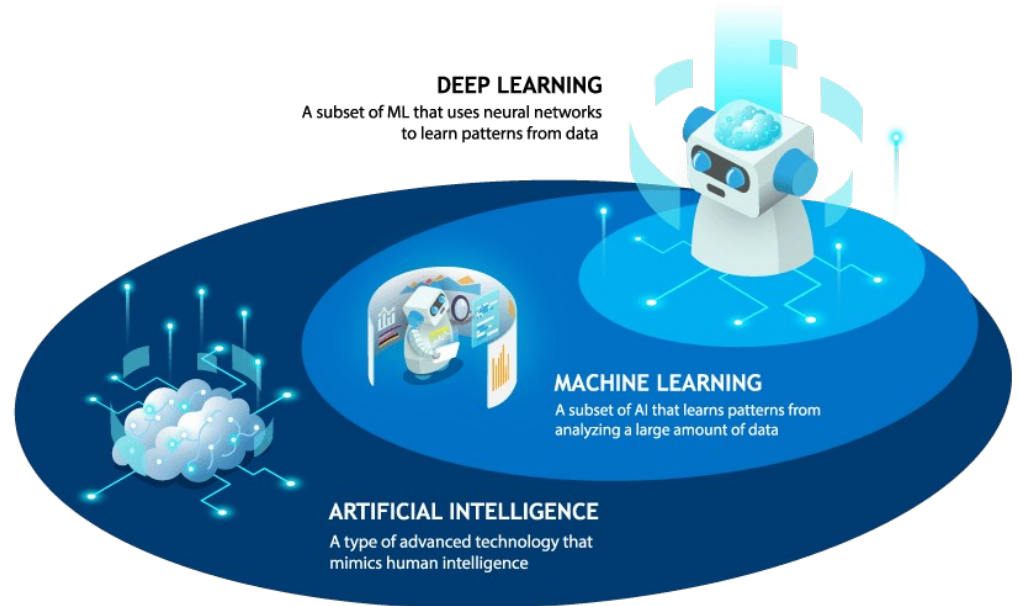 DEEP LEARNING
A subset of ML that uses neural networks
to learn patterns from data
MACHINE LEARNING
A subset of AI that learns patterns from
analyzing a large amount of data
ARTIFICIAL INTELLIGENCE
A type of advanced technology that
mimics human intelligence